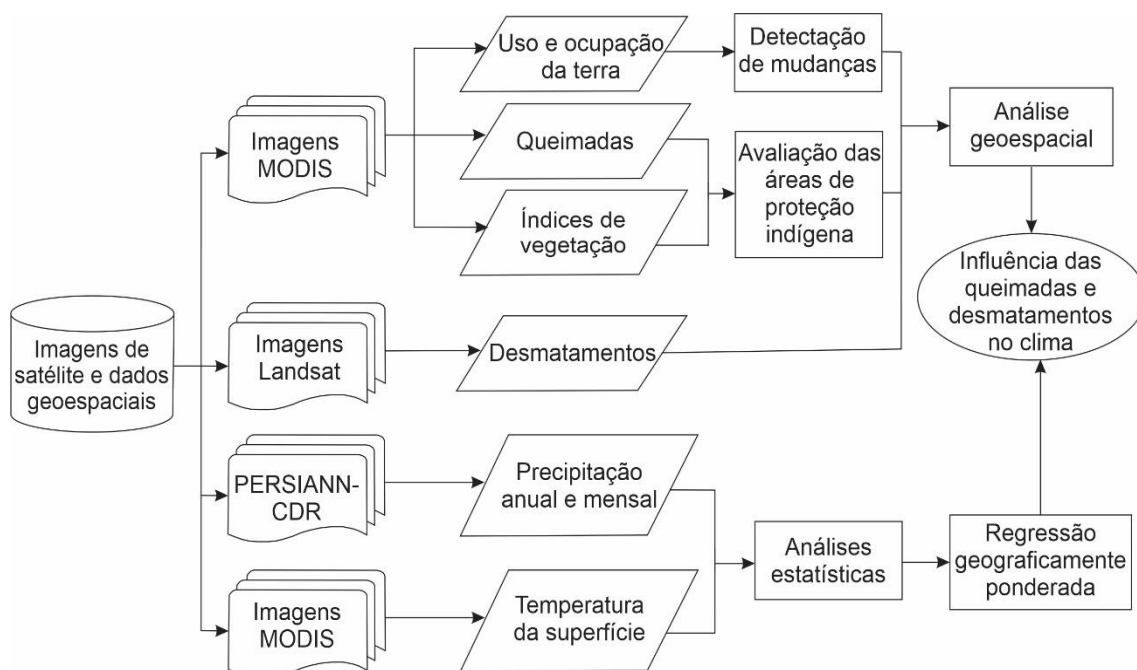 Uso e ocupação
da terra
Detectação
de mudanças
Imagens
MODIS
Queimadas
Avaliação das
áreas de
proteção
indígena
Análise
geoespacial
Índices de
vegetação
Influência das
queimadas e
desmatamentos
no clima
Imagens de
satélite e dados
geoespaciais
Imagens
Landsat
Desmatamentos
PERSIANN-
CDR
Precipitação
anual e mensal
Análises
estatísticas
Regressão
geograficamente
ponderada
Imagens
MODIS
Temperatura
da superfície